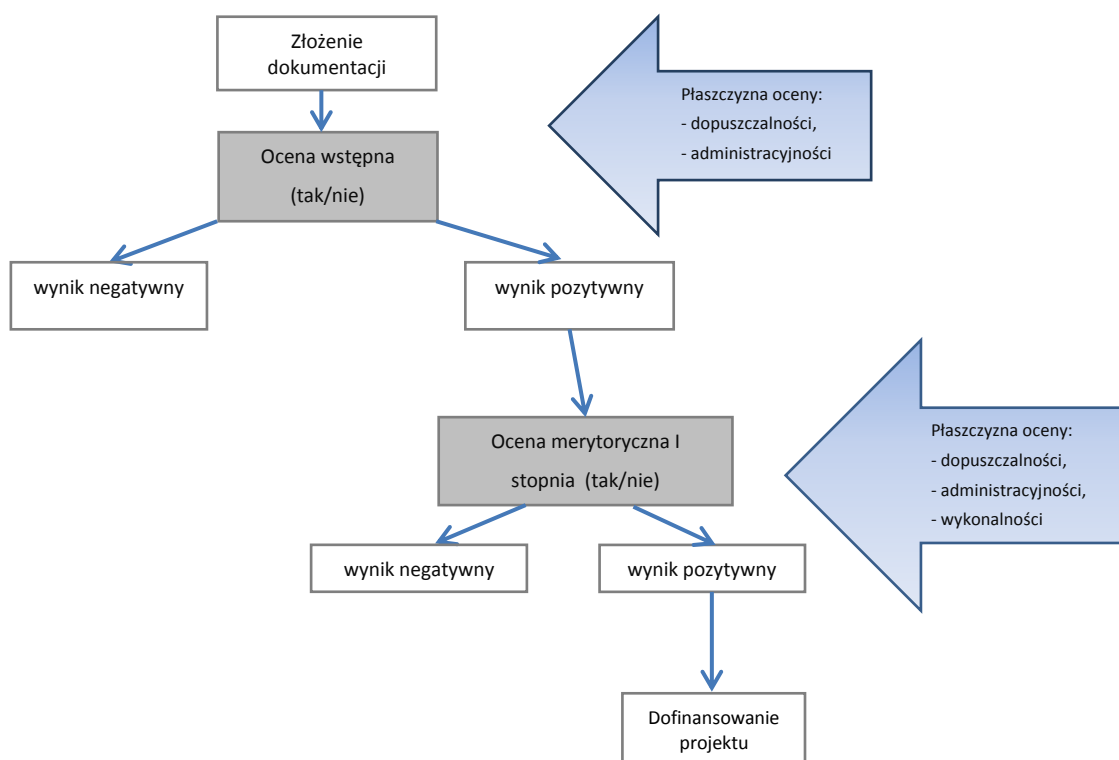 Złożenie
dokumentacji
Płaszczyzna oceny:
- dopuszczalności,
- administracyjności
Ocena wstępna
(tak/nie)
wynik negatywny
wynik pozytywny
Ocena merytoryczna I
stopnia (tak/nie)
Płaszczyzna oceny:
- dopuszczalności,
- administracyjności,
- wykonalności
wynik negatywny
wynik pozytywny
Dofinansowanie
projektu